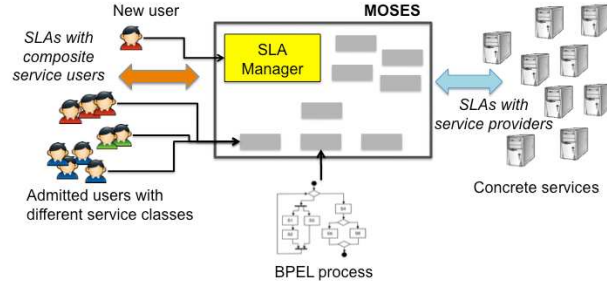 New user
MOSES
SLAs with
composite
service users
SLA
Manager
SLAs with
service providers
Admitted users with
different service classes
Concrete services
BPEL process